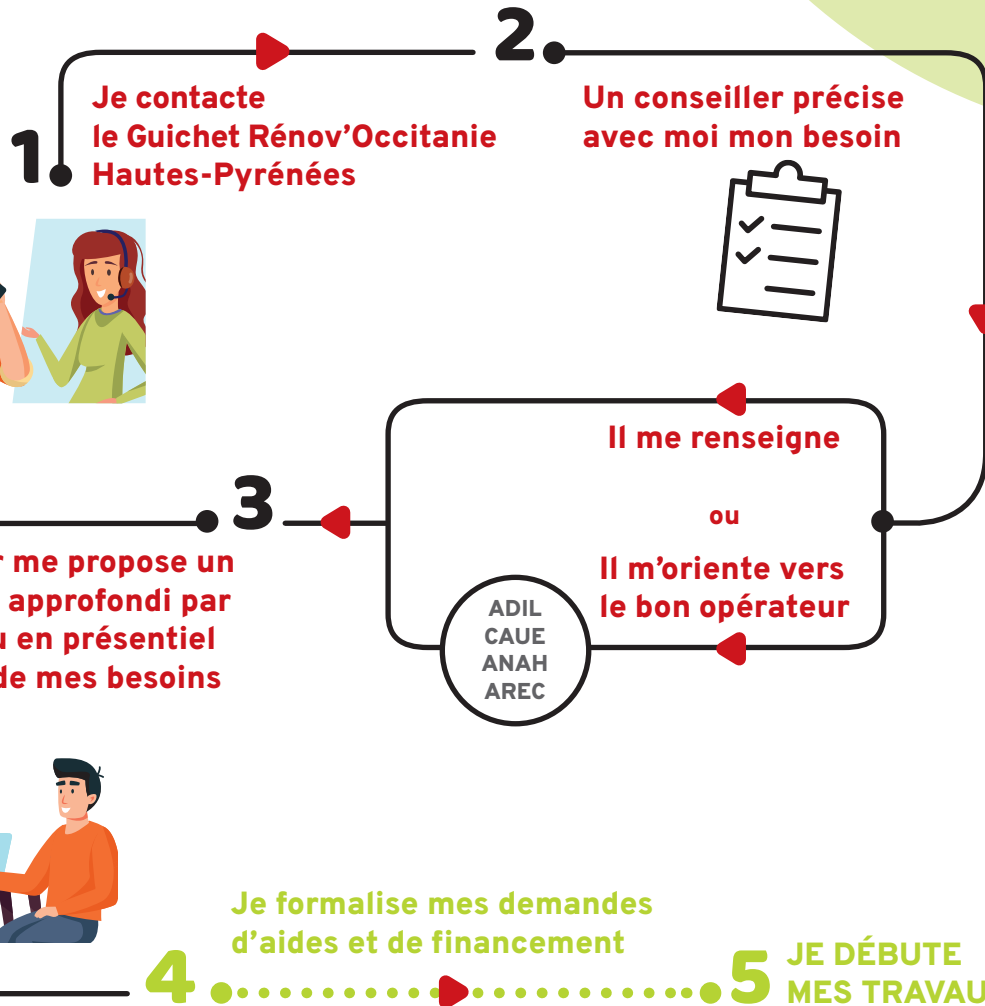 1
Je contacte
le Guichet Rénov'Occitanie
Hautes-Pyrénées
2
Un conseiller précise
avec moi mon besoin
Il me renseigne
ou
Il m'oriente vers
le bon opérateur
ADIL
CAUE
ANAH
AREC
3
me propose un
approfondi par
en présentiel
de mes besoins
4
Je formalise mes demandes
d'aides et de financement
5
JE DÉBUTE
MES TRAVAU